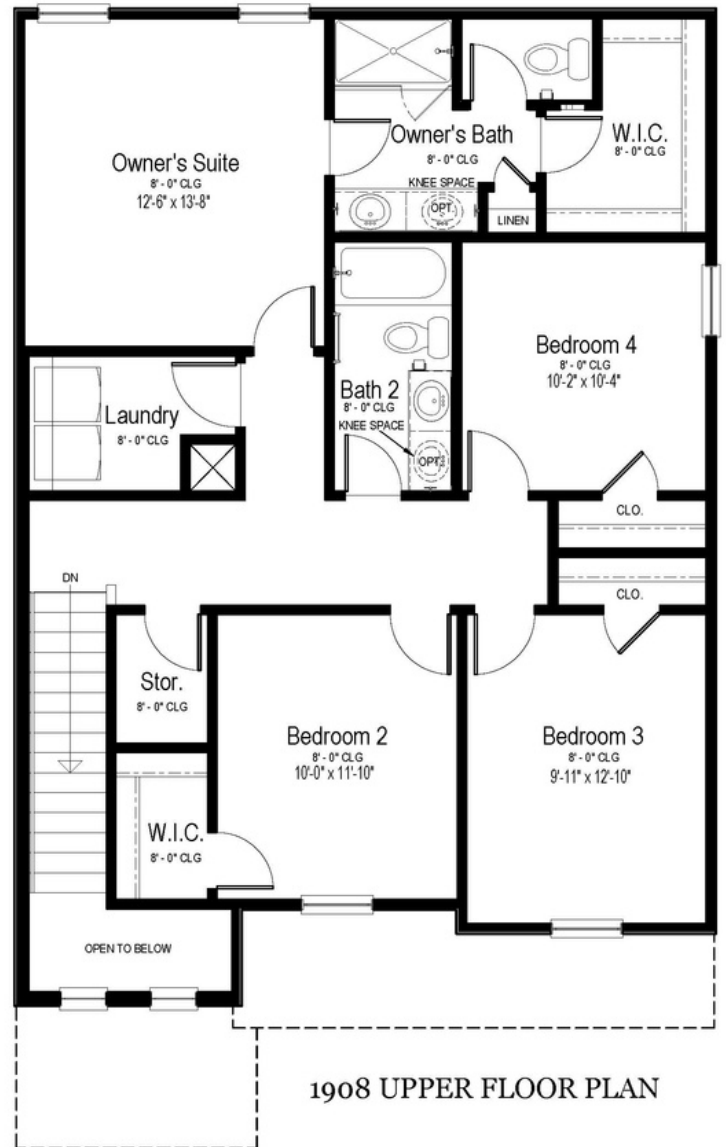 Owner's Suite
8' - 0" CLG
12'-6" x 13'-8"
Owner's Bath
8' - 0" CLG
KNEE SPACE
OPT.
LINEN
W.I.C.
8' - 0" CLG
Laundry
8' - 0" CLG
Bath 2
8' - 0" CLG
KNEE SPACE
OPT.
Bedroom 4
8' - 0" CLG
10'-2" x 10'-4"
CLO.
CLO.
DN
Stor.
8' - 0" CLG
Bedroom 2
8' - 0" CLG
10'-0" x 11'-10"
Bedroom 3
8' - 0" CLG
9'-11" x 12'-10"
W.I.C.
8' - 0" CLG
OPEN TO BELOW
1908 UPPER FLOOR PLAN